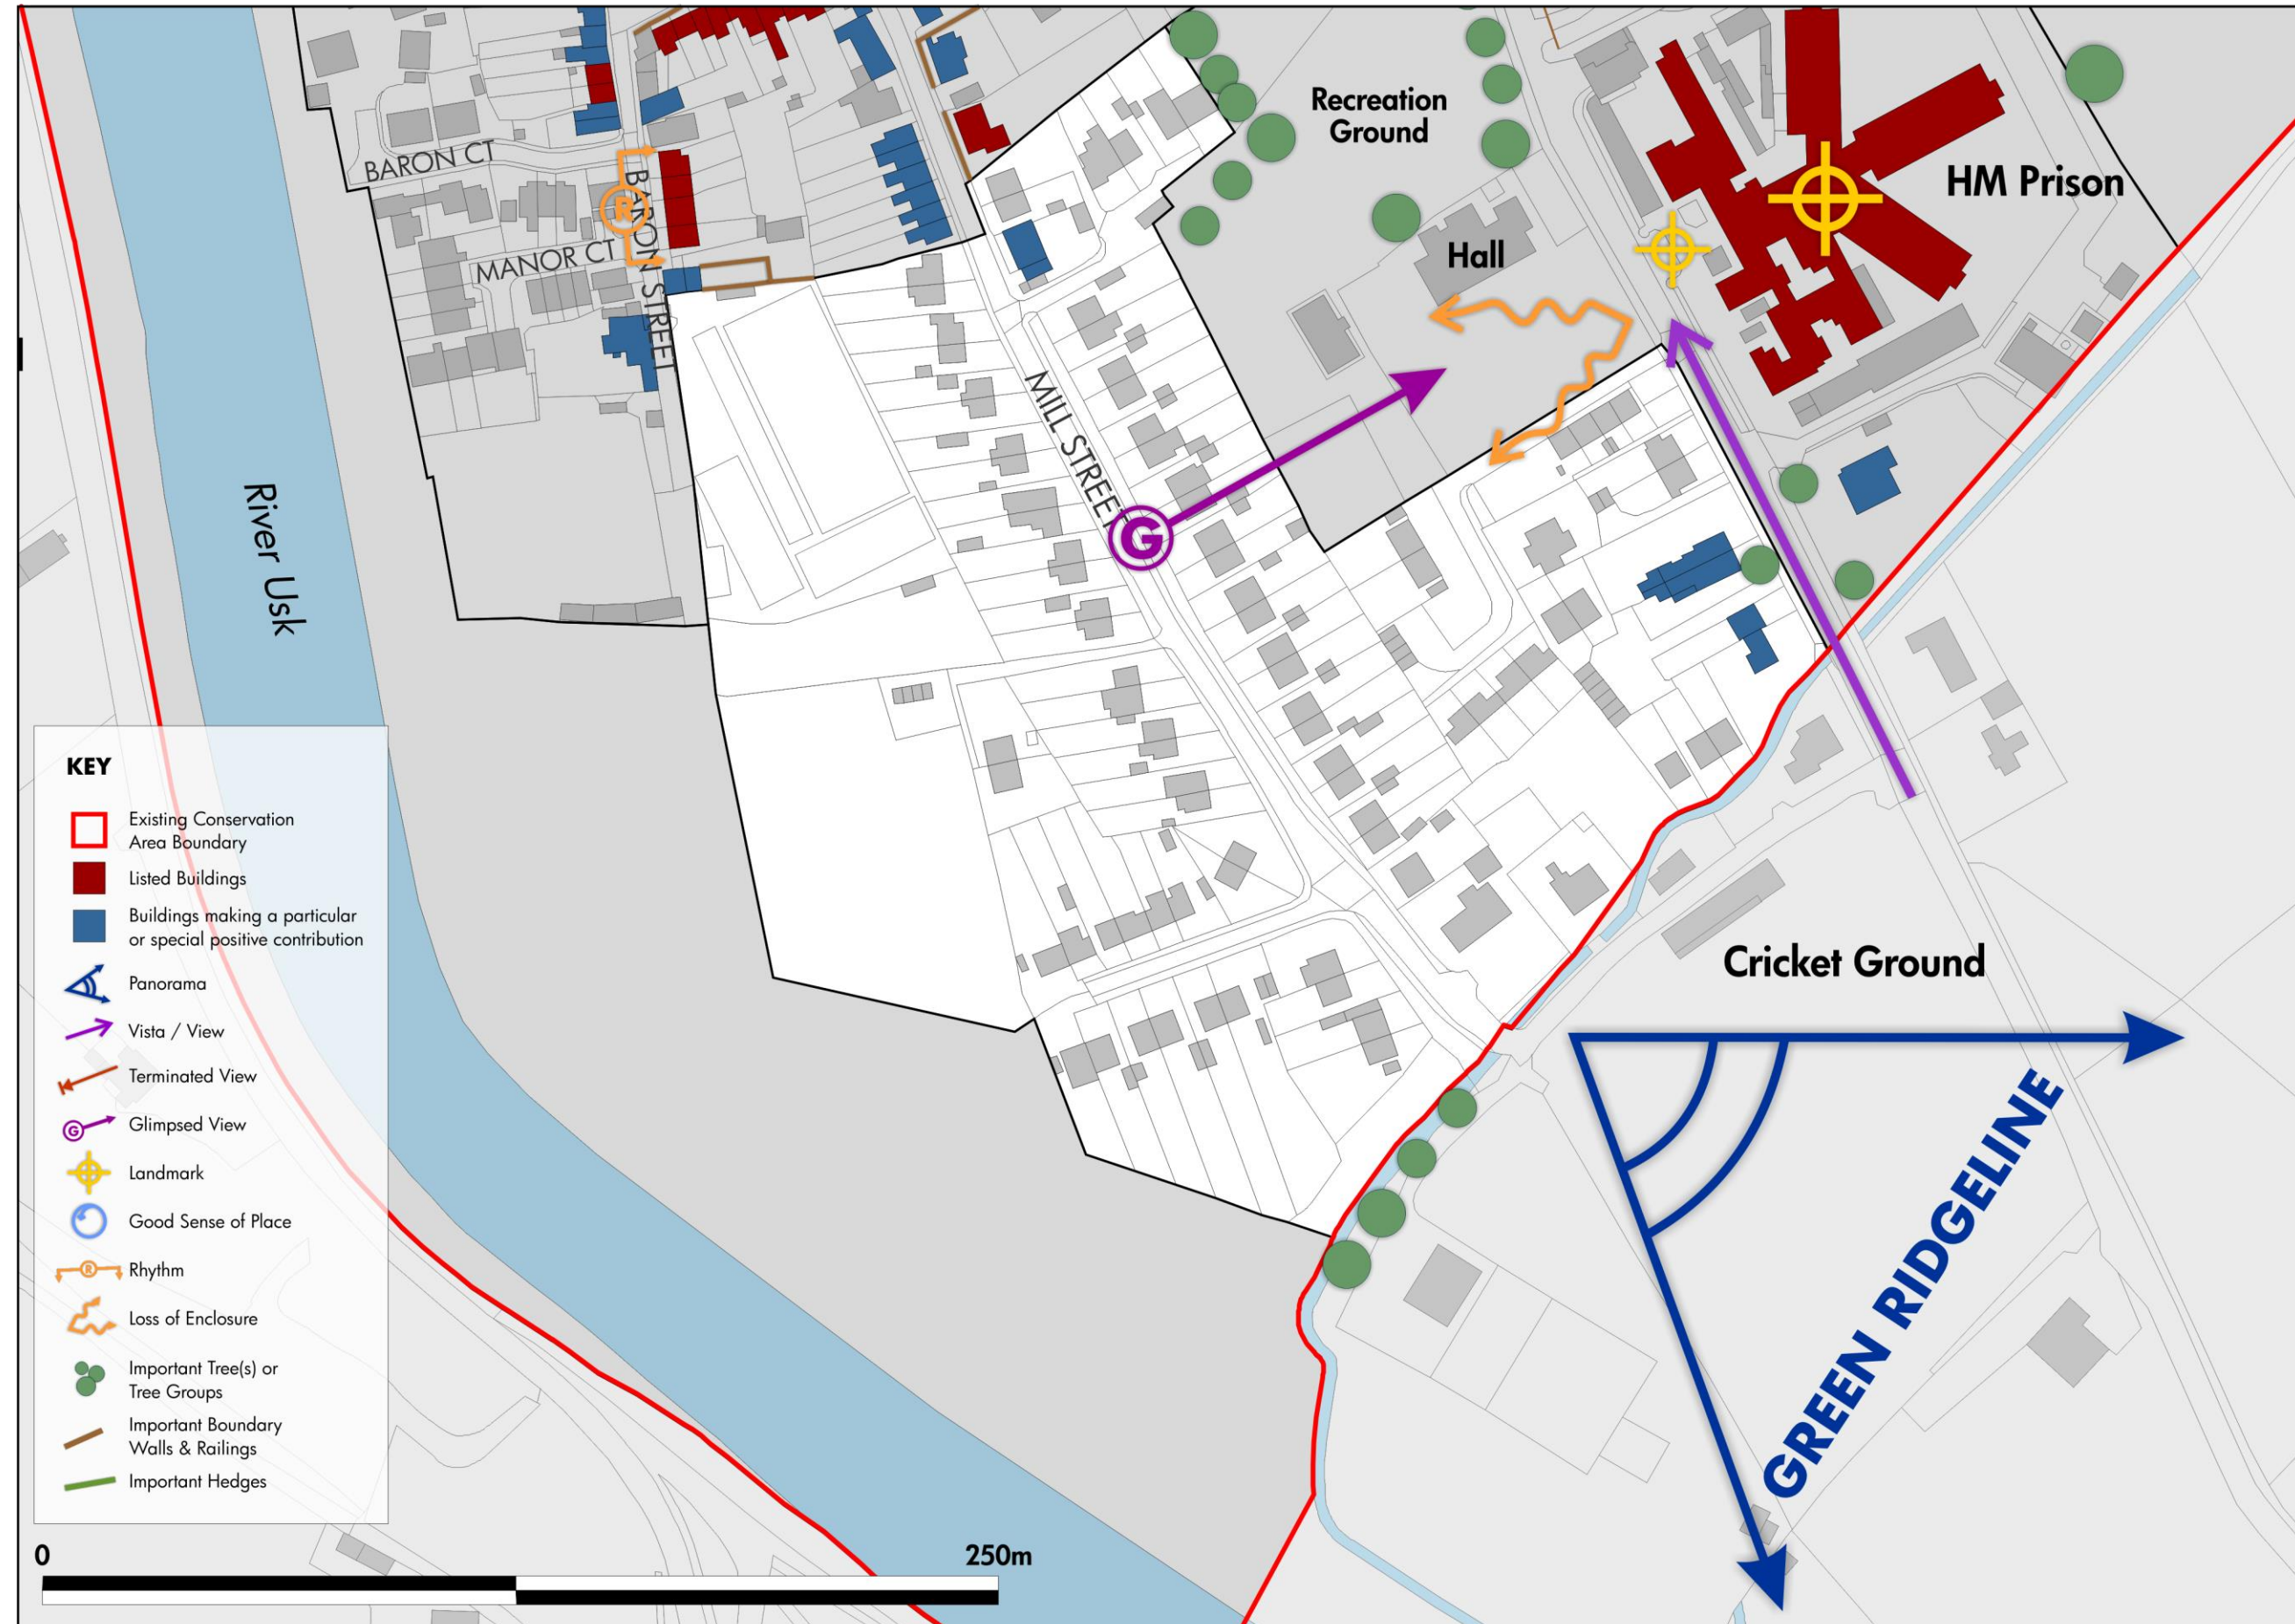 Recreation
Ground
BARON CT
HM Prison
R
BARON STREET
MANOR CT
Hall
MILL STREET
River Usk
G
KEY
Existing Conservation
Area Boundary
Listed Buildings
Buildings making a particular
or special positive contribution
Panorama
Vista / View
Terminated View
G
Glimpsed View
Landmark
Good Sense of Place
R
Rhythm
Loss of Enclosure
Important Tree(s) or
Tree Groups
Important Boundary
Walls & Railings
Important Hedges
Cricket Ground
GREEN RIDGELINE
0
250m